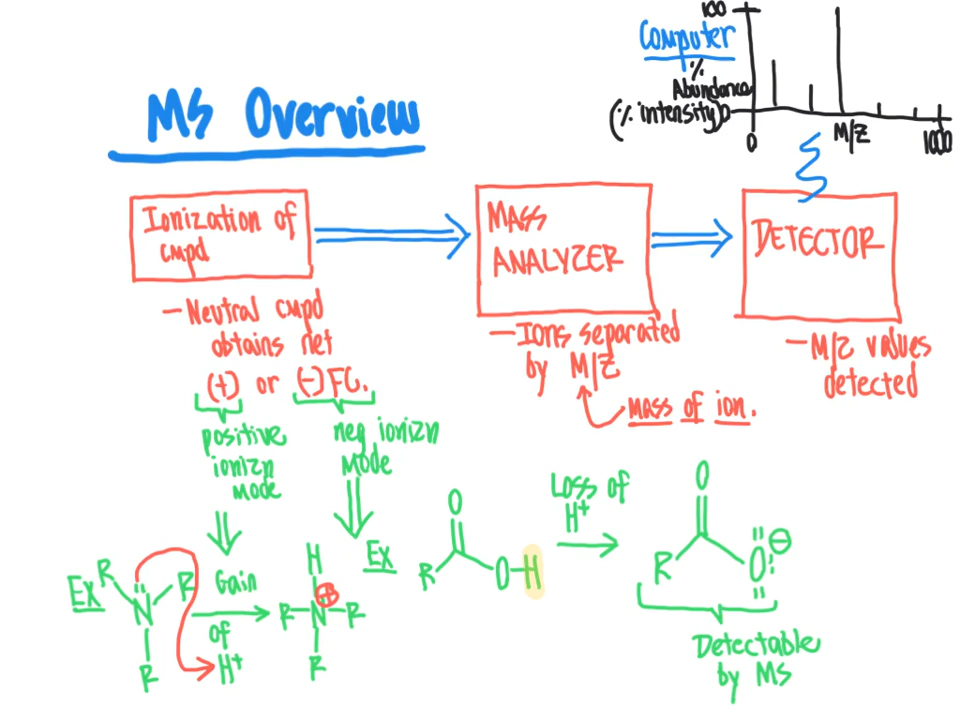 MS Overview
Computer
100
%
Abundance
(% intensity)
0
0
M/Z
1000
Ionization of
cmpd
MASS
ANALYZER
DETECTOR
- Neutral cmpd
obtains net
(+) or (-) FC.
- Ions separated
by M/Z
MASS OF ION.
- M/Z values
detected
positive
ionizn
MODE
neg ionizn
MODE
Ex
R
N
R
R
Gain
of
H+
H
R-N-R
⊕
R
Ex
O
R
O-H
Loss of
H+
O
R
O
⊖
Detectable
by MS